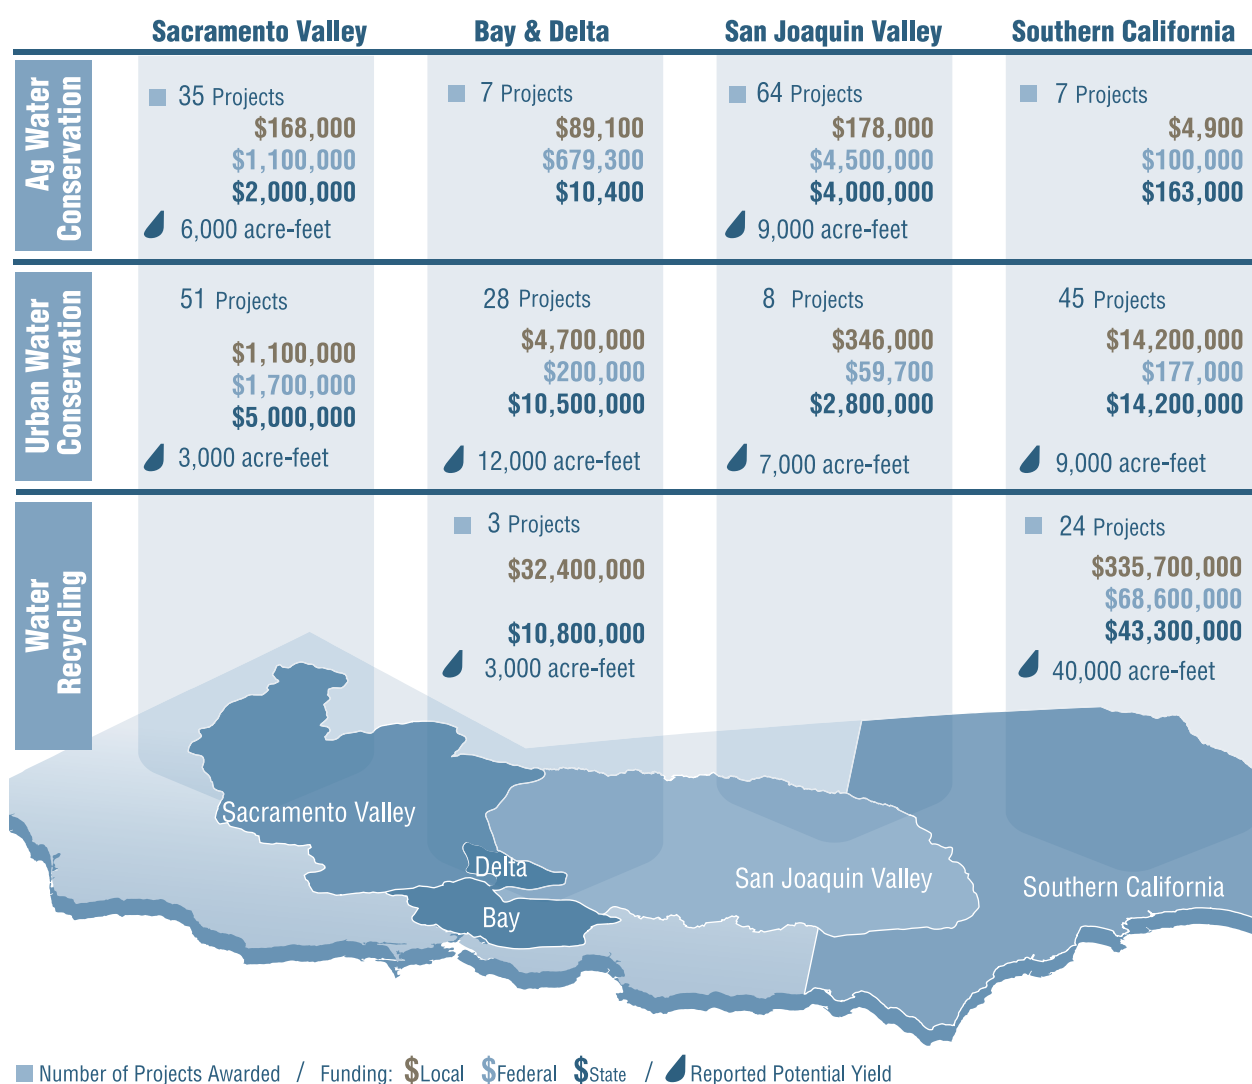 Sacramento Valley
Bay & Delta
San Joaquin Valley
Southern California
Ag Water
Conservation
35 Projects
$168,000
$1,100,000
$2,000,000
6,000 acre-feet
7 Projects
$89,100
$679,300
$10,400
64 Projects
$178,000
$4,500,000
$4,000,000
9,000 acre-feet
7 Projects
$4,900
$100,000
$163,000
Urban Water
Conservation
51 Projects
$1,100,000
$1,700,000
$5,000,000
3,000 acre-feet
28 Projects
$4,700,000
$200,000
$10,500,000
12,000 acre-feet
8 Projects
$346,000
$59,700
$2,800,000
7,000 acre-feet
45 Projects
$14,200,000
$177,000
$14,200,000
9,000 acre-feet
Water
Recycling
3 Projects
$32,400,000
$10,800,000
3,000 acre-feet
24 Projects
$335,700,000
$68,600,000
$43,300,000
40,000 acre-feet
Sacramento Valley
Delta
Bay
San Joaquin Valley
Southern California
Number of Projects Awarded / Funding: $Local $Federal $State / Reported Potential Yield